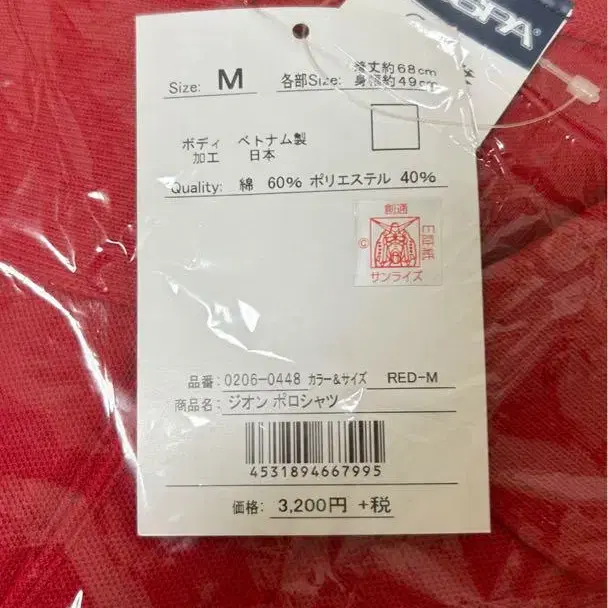 COSPA
Size: M 各部Size: 着丈約68cm
身幅約49cm
ボディ ベトナム製
加工 日本
Quality: 綿 60% ポリエステル 40%
創通
証紙
©
サンライズ
品番: 0206-0448 カラー&サイズ RED-M
商品名: ジオン ポロシャツ
4531894667995
価格: 3,200円 +税